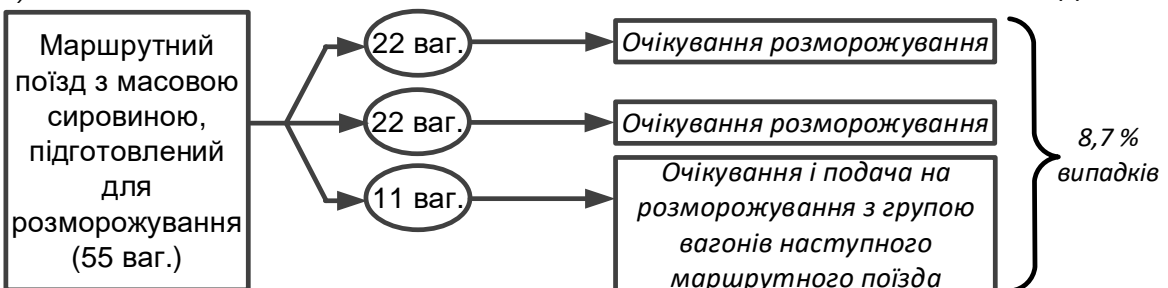 Маршрутний
поїзд з масовою
сировиною,
підготовлений
для
розморожування
(55 ваг.)
22 ваг.
Очікування розморожування
22 ваг.
Очікування розморожування
11 ваг.
Очікування і подача на
розморожування з групою
вагонів наступного
маршрутного поїзда
8,7 %
випадків